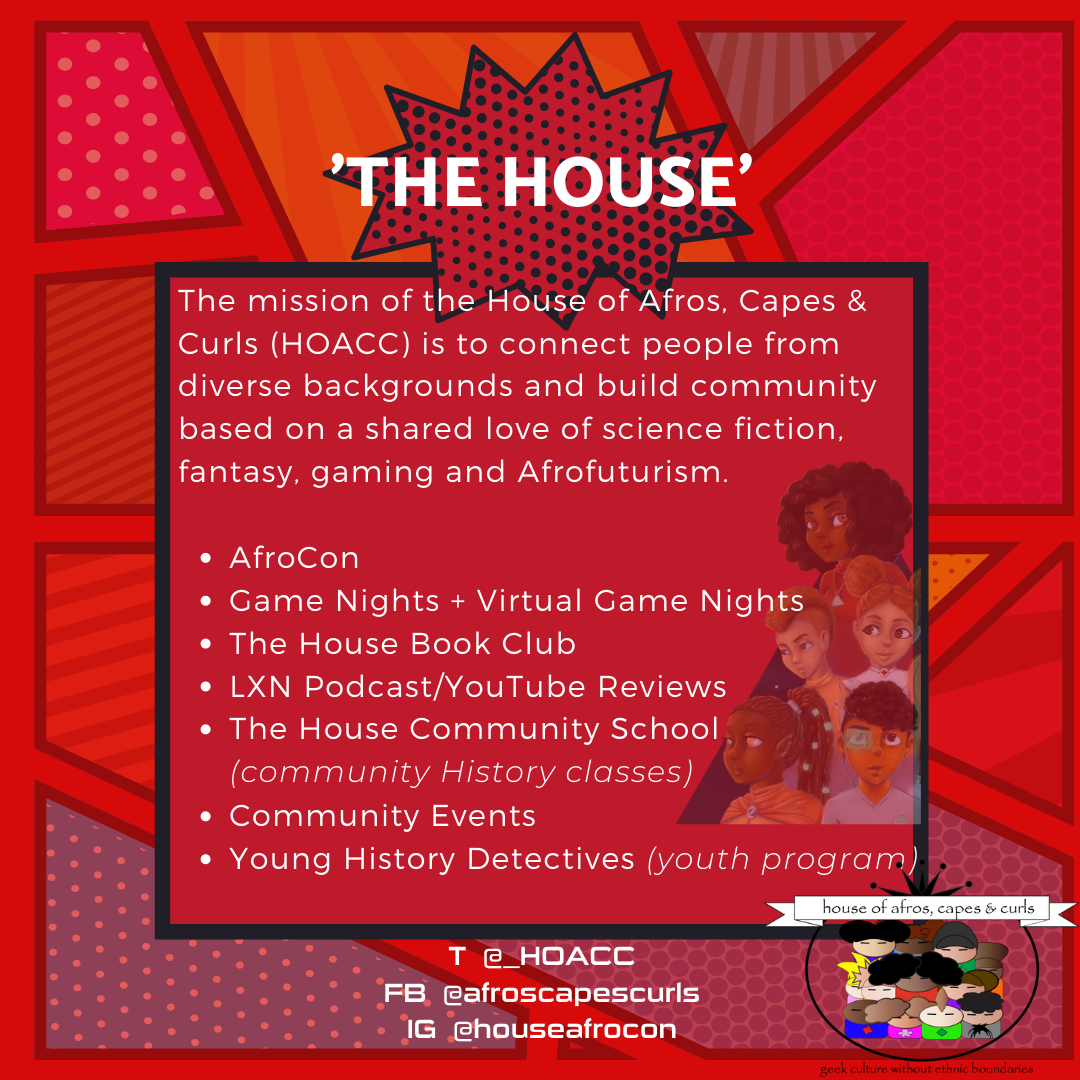 ’THE HOUSE’
The mission of the House of Afros, Capes &
Curls (HOACC) is to connect people from
diverse backgrounds and build community
based on a shared love of science fiction,
fantasy, gaming and Afrofuturism.
• AfroCon
• Game Nights + Virtual Game Nights
• The House Book Club
• LXN Podcast/YouTube Reviews
• The House Community School
(community History classes)
• Community Events
• Young History Detectives (youth program)
house of afros, capes & curls
T @_HOACC
FB @afroscapescurls
IG @houseafrocon
geek culture without ethnic boundaries